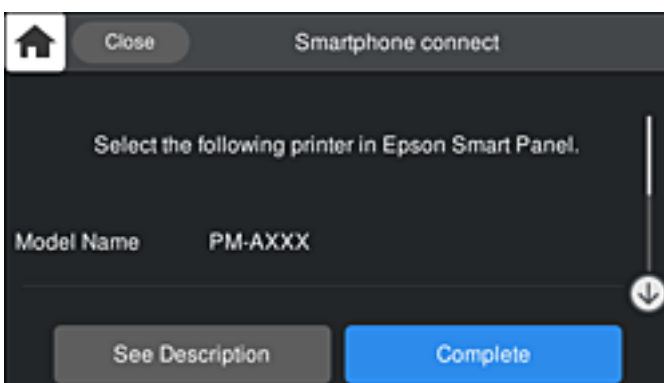 Close
Smartphone connect
Select the following printer in Epson Smart Panel.
Model Name PM-AXXX
See Description
Complete